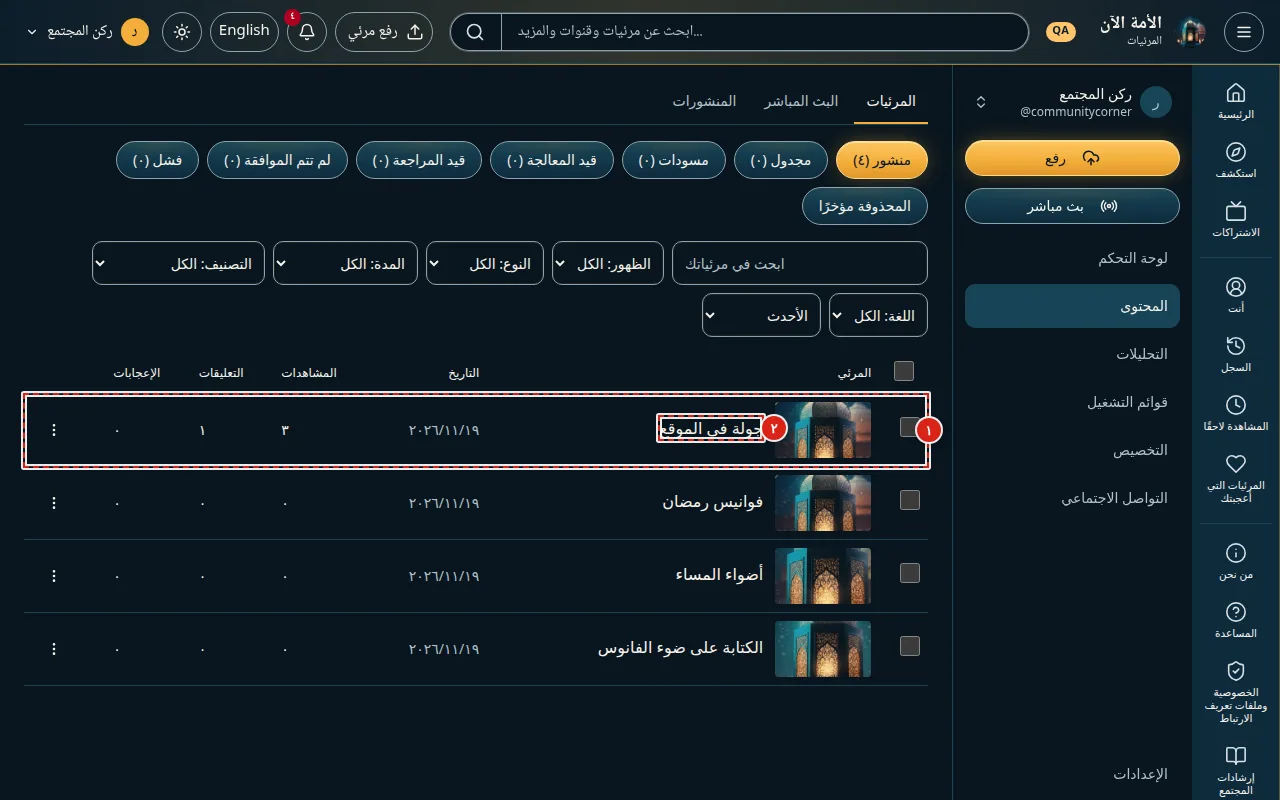 الأمة الآن
المرئيات
QA
ابحث عن مرئيات وقنوات والمزيد...
رفع مرئي
٤
English
ر
ركن المجتمع
الرئيسية
استكشف
الاشتراكات
أنت
السجل
المشاهدة لاحقًا
المرئيات التي
أعجبتك
من نحن
المساعدة
الخصوصية
وملفات تعريف
الارتباط
إرشادات
المجتمع
ر
ركن المجتمع
@communitycorner
رفع
بث مباشر
لوحة التحكم
المحتوى
التحليلات
قوائم التشغيل
التخصيص
التواصل الاجتماعي
الإعدادات
المرئيات البث المباشر المنشورات
منشور (٤) مجدول (٠) مسودات (٠) قيد المعالجة (٠) قيد المراجعة (٠) لم تتم الموافقة (٠) فشل (٠)
المحذوفة مؤخرًا
ابحث في مرئياتك الظهور: الكل النوع: الكل المدة: الكل التصنيف: الكل
اللغة: الكل الأحدث
المرئي التاريخ المشاهدات التعليقات الإعجابات
١ ٢ جولة في الموقع ٢٠٢٦/١١/١٩ ٣ ١ ٠
فوانيس رمضان ٢٠٢٦/١١/١٩ ٠ ٠ ٠
أضواء المساء ٢٠٢٦/١١/١٩ ٠ ٠ ٠
الكتابة على ضوء الفانوس ٢٠٢٦/١١/١٩ ٠ ٠ ٠